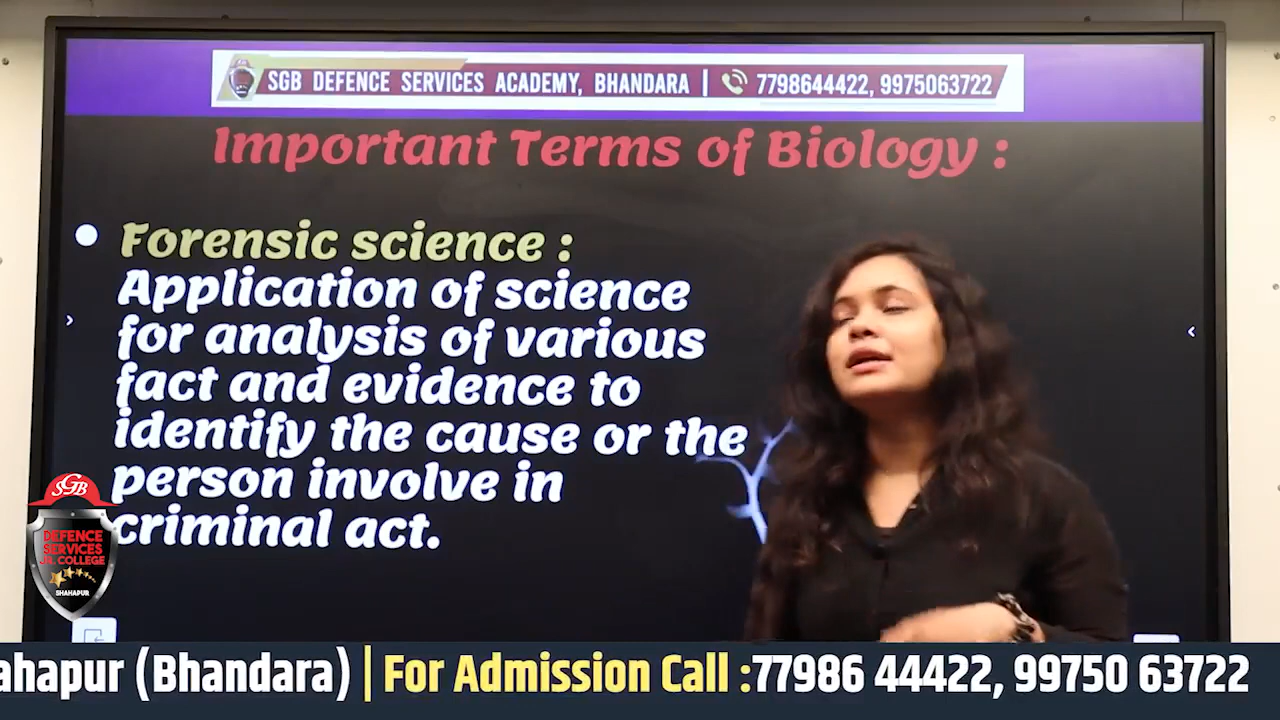 SGB DEFENCE SERVICES ACADEMY, BHANDARA | 7798644422, 9975063722
Important Terms of Biology :
Forensic science :
Application of science
for analysis of various
fact and evidence to
identify the cause or the
person involve in
criminal act.
SGB
DEFENCE
SERVICES
JR. COLLEGE
SHAHAPUR
ahapur (Bhandara) | For Admission Call :77986 44422, 99750 63722